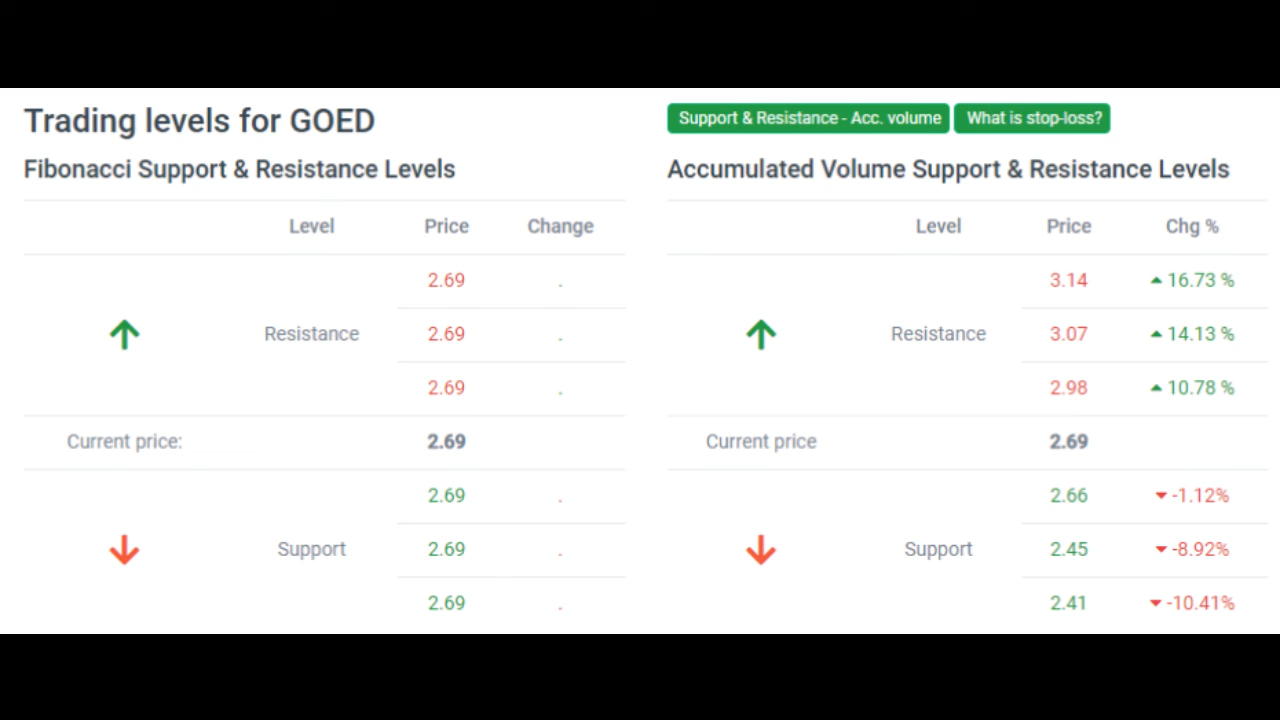 Trading levels for GOED
Fibonacci Support & Resistance Levels
Level Price Change
2.69 .
Resistance 2.69 .
2.69 .
Current price: 2.69
2.69 .
Support 2.69 .
2.69 .
Support & Resistance - Acc. volume What is stop-loss?
Accumulated Volume Support & Resistance Levels
Level Price Chg %
3.14 16.73 %
Resistance 3.07 14.13 %
2.98 10.78 %
Current price 2.69
2.66 -1.12%
Support 2.45 -8.92%
2.41 -10.41%